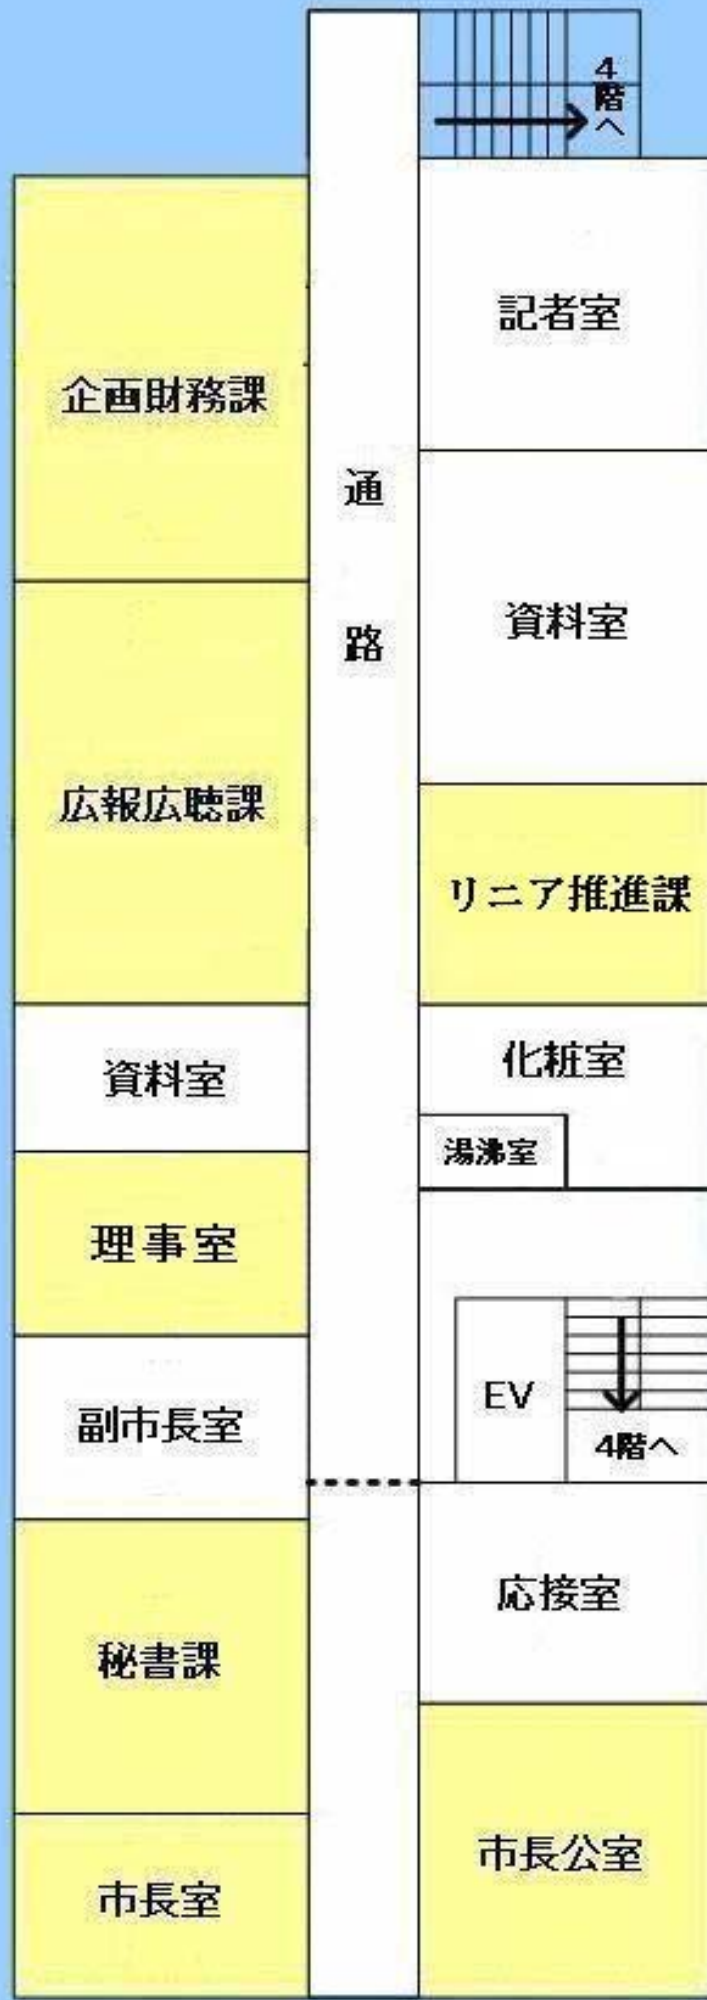 4階へ
記者室
企画財務課
通路
資料室
広報広聴課
リニア推進課
資料室
化粧室
湯沸室
理事室
副市長室
EV
4階へ
応接室
秘書課
市長公室
市長室